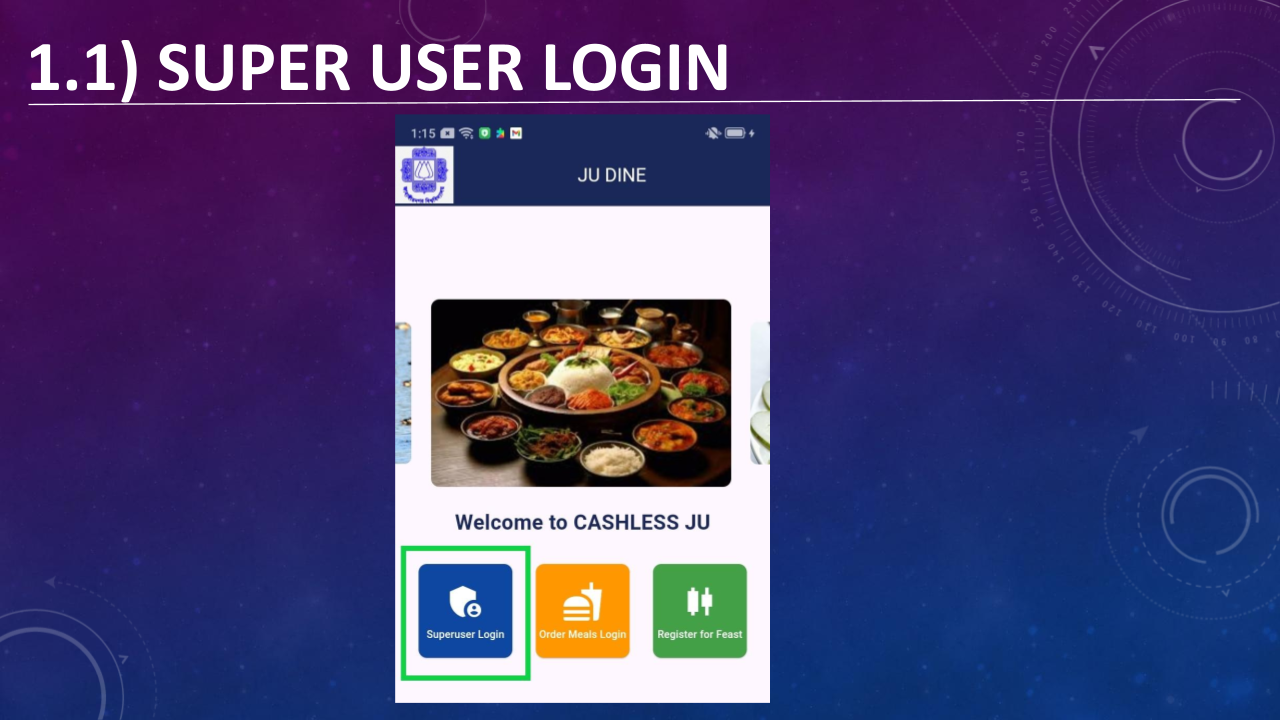 1.1) SUPER USER LOGIN
1:15
JU DINE
Welcome to CASHLESS JU
Superuser Login
Order Meals Login
Register for Feast